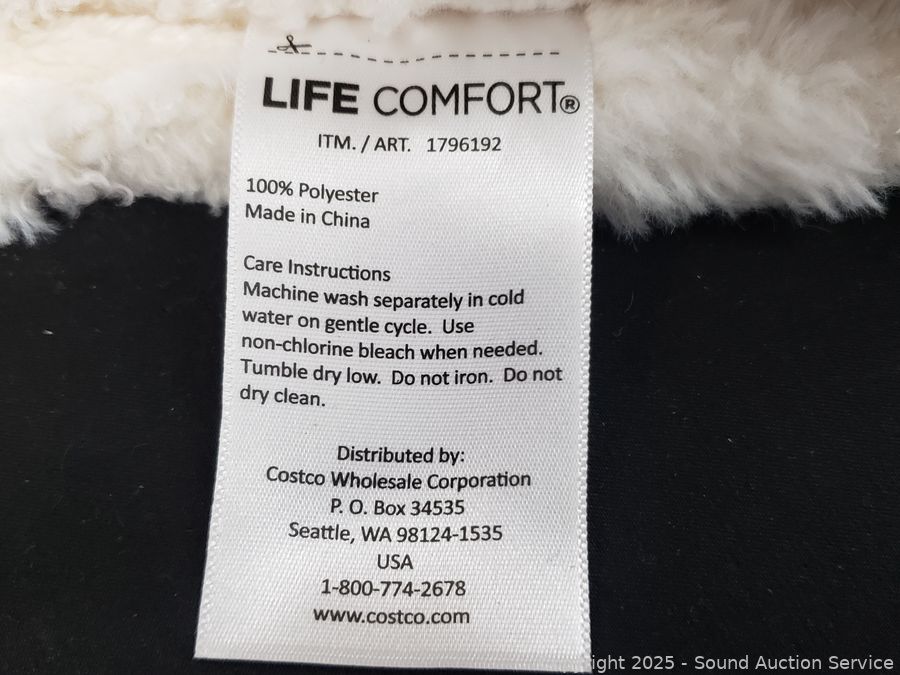 LIFE COMFORT®
ITM. / ART. 1796192
100% Polyester
Made in China
Care Instructions
Machine wash separately in cold
water on gentle cycle. Use
non-chlorine bleach when needed.
Tumble dry low. Do not iron. Do not
dry clean.
Distributed by:
Costco Wholesale Corporation
P. O. Box 34535
Seattle, WA 98124-1535
USA
1-800-774-2678
www.costco.com
2025 - Sound Auction Service